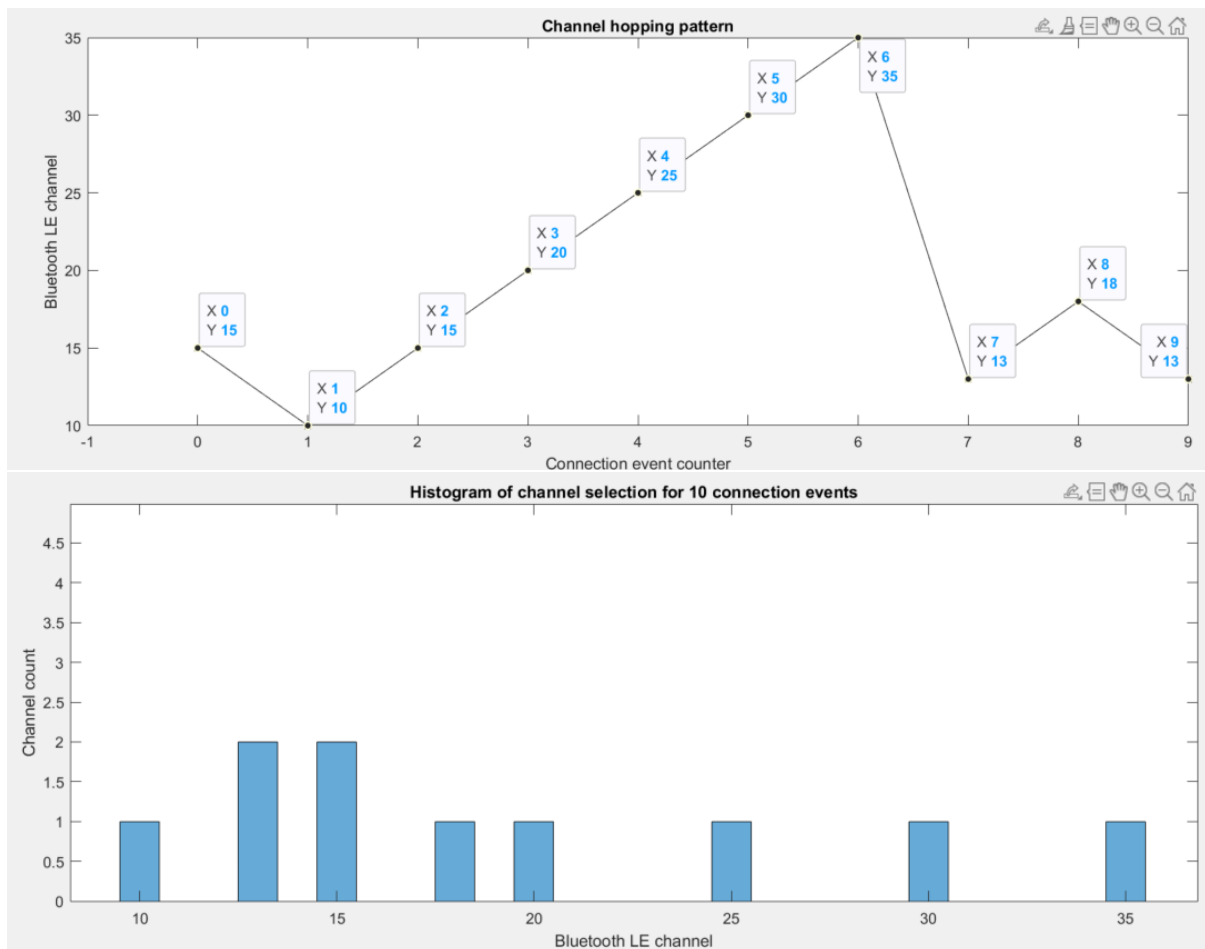 Channel hopping pattern
35
30
25
20
15
10
Bluetooth LE channel
X 0
Y 15
X 1
Y 10
X 2
Y 15
X 3
Y 20
X 4
Y 25
X 5
Y 30
X 6
Y 35
X 7
Y 13
X 8
Y 18
X 9
Y 13
-1 0 1 2 3 4 5 6 7 8 9
Connection event counter
Histogram of channel selection for 10 connection events
4.5
4
3.5
3
2.5
2
1.5
1
0.5
0
Channel count
10 15 20 25 30 35
Bluetooth LE channel